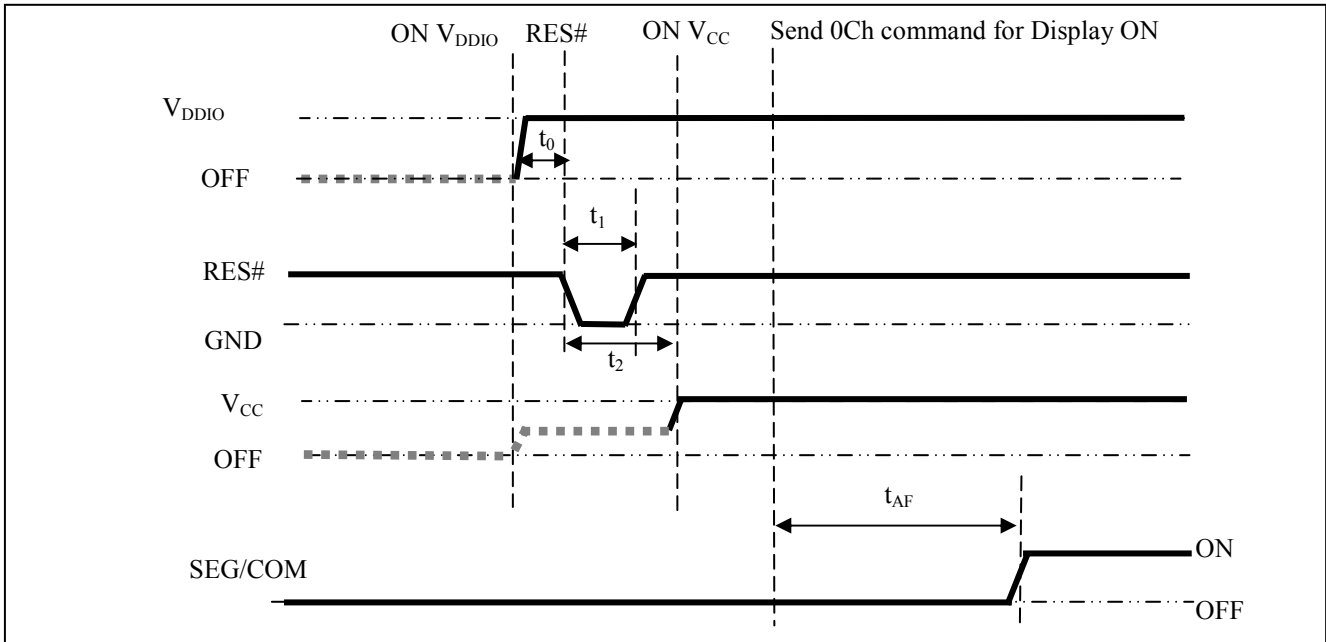 ON VDDIO RES# ON VCC Send 0Ch command for Display ON
VDDIO
t0
OFF
t1
RES#
GND
t2
VCC
OFF
tAF
ON
SEG/COM
OFF